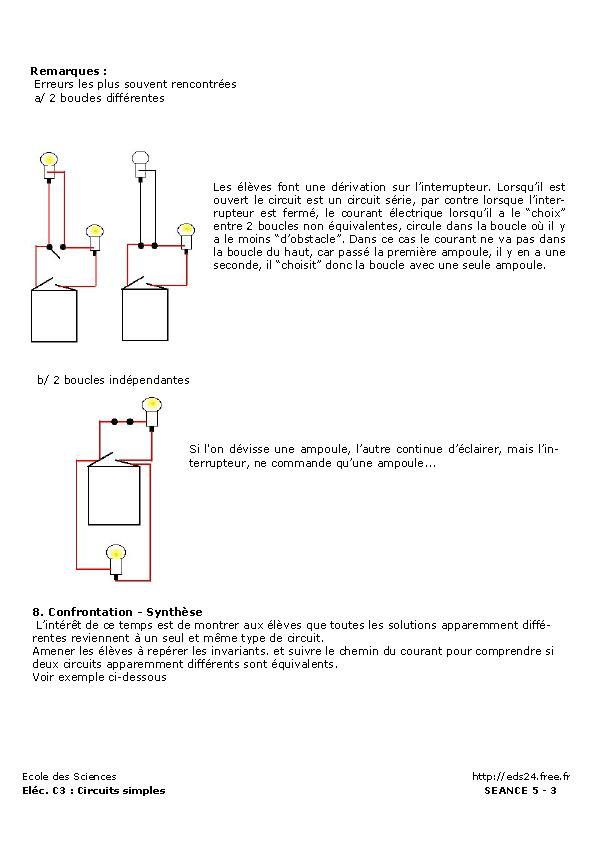 Remarques :
Erreurs les plus souvent rencontrées
a/ 2 boucles différentes
Les élèves font une dérivation sur l’interrupteur. Lorsqu’il est
ouvert le circuit est un circuit série, par contre lorsque l’inter-
rupteur est fermé, le courant électrique lorsqu’il a le “choix”
entre 2 boucles non équivalentes, circule dans la boucle où il y
a le moins “d’obstacle”. Dans ce cas le courant ne va pas dans
la boucle du haut, car passé la première ampoule, il y en a une
seconde, il “choisit” donc la boucle avec une seule ampoule.
b/ 2 boucles indépendantes
Si l'on dévisse une ampoule, l’autre continue d’éclairer, mais l’in-
terrupteur, ne commande qu’une ampoule...
8. Confrontation - Synthèse
L’intérêt de ce temps est de montrer aux élèves que toutes les solutions apparemment diffé-
rentes reviennent à un seul et même type de circuit.
Amener les élèves à repérer les invariants. et suivre le chemin du courant pour comprendre si
deux circuits apparemment différents sont équivalents.
Voir exemple ci-dessous
Ecole des Sciences
http://eds24.free.fr
Eléc. C3 : Circuits simples
SEANCE 5 - 3